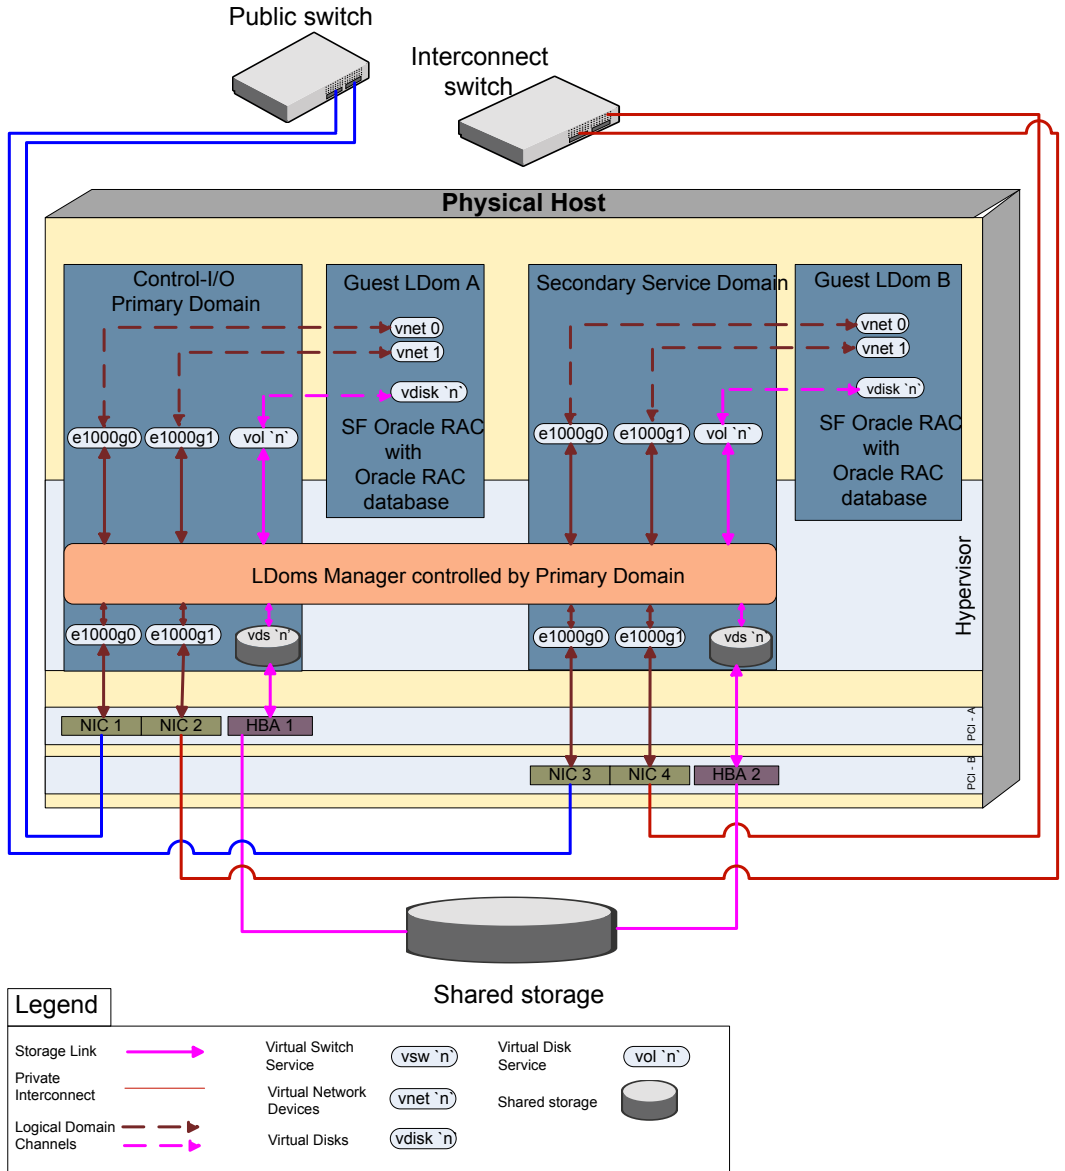 Public switch
Interconnect
switch
Physical Host
Control-I/O
Primary Domain
Guest LDom A
Secondary Service Domain
Guest LDom B
vnet 0
vnet 1
vdisk `n`
vnet 0
vnet 1
vdisk `n`
e1000g0
e1000g1
vol `n`
SF Oracle RAC
with
Oracle RAC
database
e1000g0
e1000g1
vol `n`
SF Oracle RAC
with
Oracle RAC
database
LDoms Manager controlled by Primary Domain
Hypervisor
e1000g0
e1000g1
vds `n`
e1000g0
e1000g1
vds `n`
NIC 1
NIC 2
HBA 1
PCI - A
NIC 3
NIC 4
HBA 2
PCI - B
Shared storage
Legend
Storage Link
Private
Interconnect
Logical Domain
Channels
Virtual Switch
Service
vsw `n`
Virtual Network
Devices
vnet `n`
Virtual Disks
vdisk `n
Virtual Disk
Service
vol `n`
Shared storage